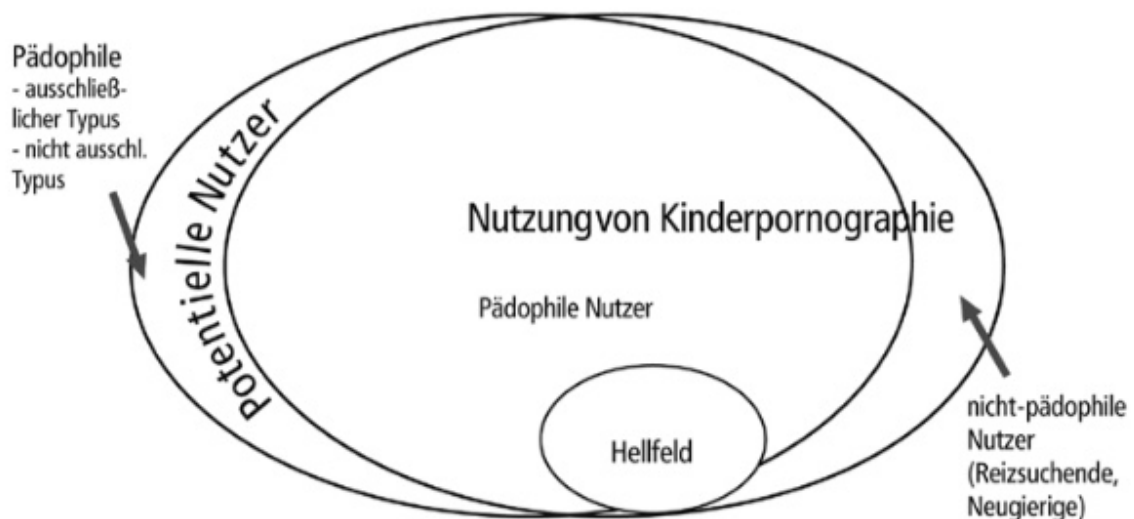 Pädophile
- ausschließ-
licher Typus
- nicht ausschl.
Typus
Potentielle Nutzer
Nutzungvon Kinderpornographie
Pädophile Nutzer
Hellfeld
nicht-pädophile
Nutzer
(Reizsuchende,
Neugierige)